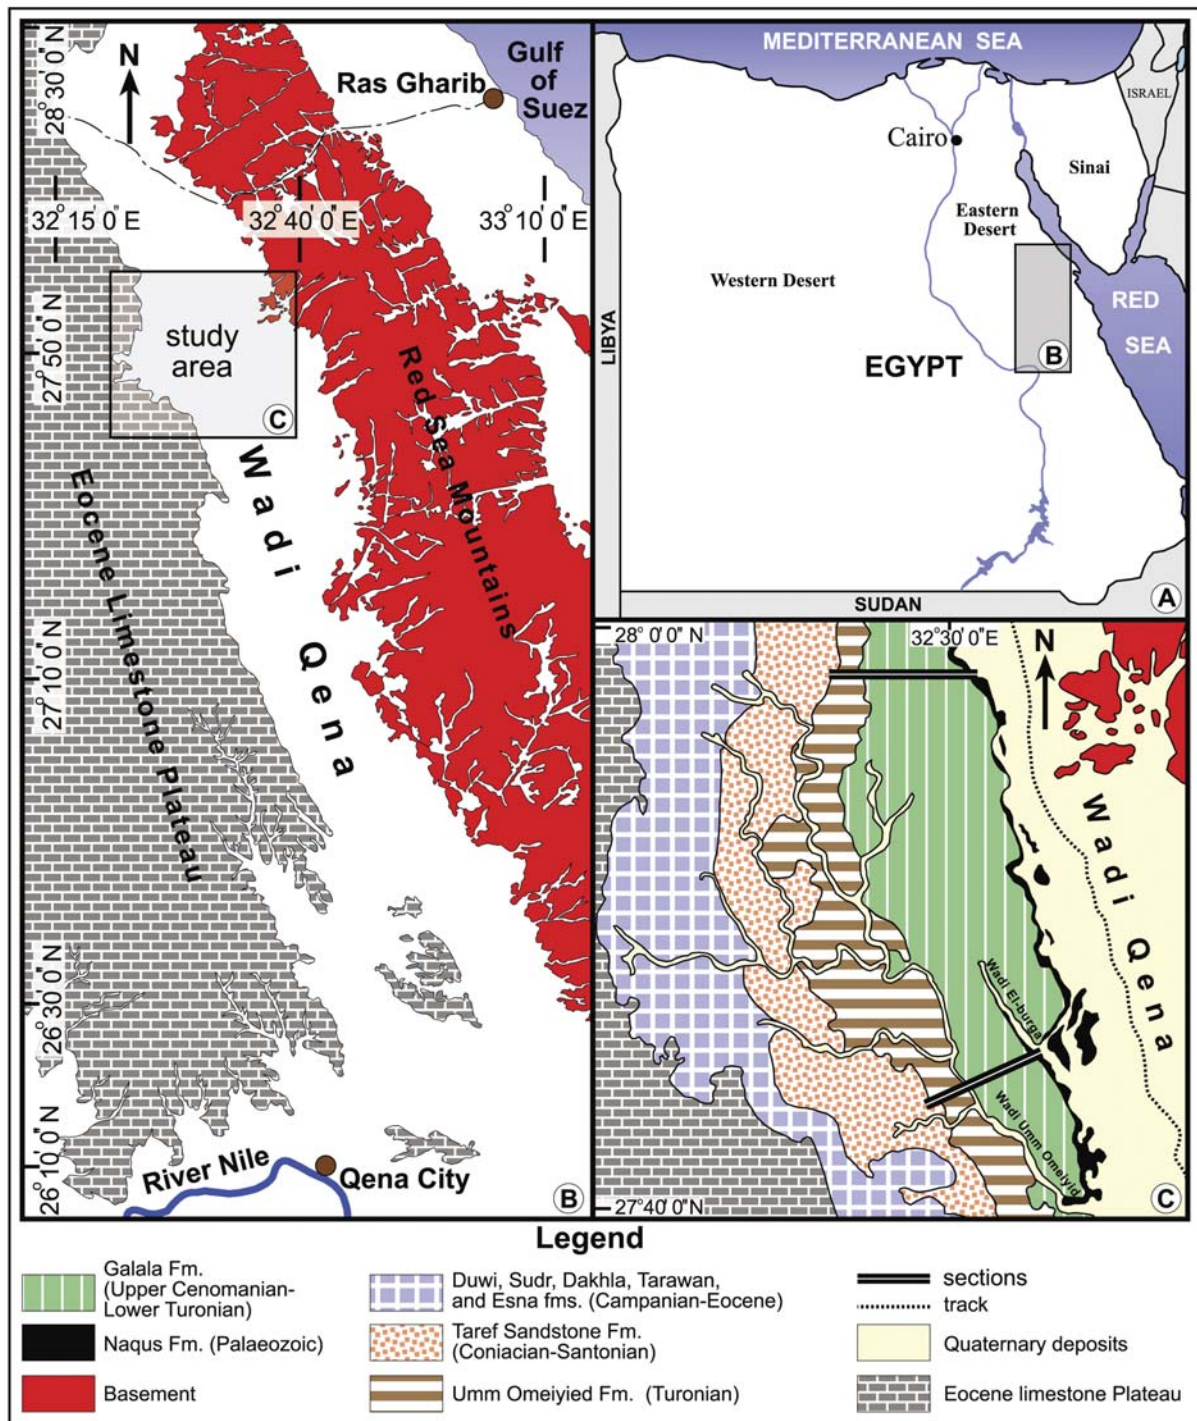 N
Ras Gharib
Gulf
of
Suez
28° 30' 0" N
32° 15' 0" E
32° 40' 0" E
33° 10' 0" E
study
area
C
27° 50' 0" N
Red Sea Mountains
Wadi Qena
Eocene Limestone Plateau
27° 10' 0" N
26° 30' 0" N
26° 10' 0" N
River Nile
Qena City
B
MEDITERRANEAN SEA
ISRAEL
Cairo
Sinai
Eastern
Desert
Western Desert
RED
SEA
LIBYA
B
EGYPT
SUDAN
A
28° 0' 0" N
32° 30' 0" E
N
Wadi Qena
Wadi El-burga
Wadi Umm Omeiyid
27° 40' 0" N
C
Legend
Galala Fm.
(Upper Cenomanian-
Lower Turonian)
Naqus Fm. (Palaeozoic)
Basement
Duwi, Sudr, Dakhla, Tarawan,
and Esna fms. (Campanian-Eocene)
Taref Sandstone Fm.
(Coniacian-Santonian)
Umm Omeiyied Fm. (Turonian)
sections
track
Quaternary deposits
Eocene limestone Plateau